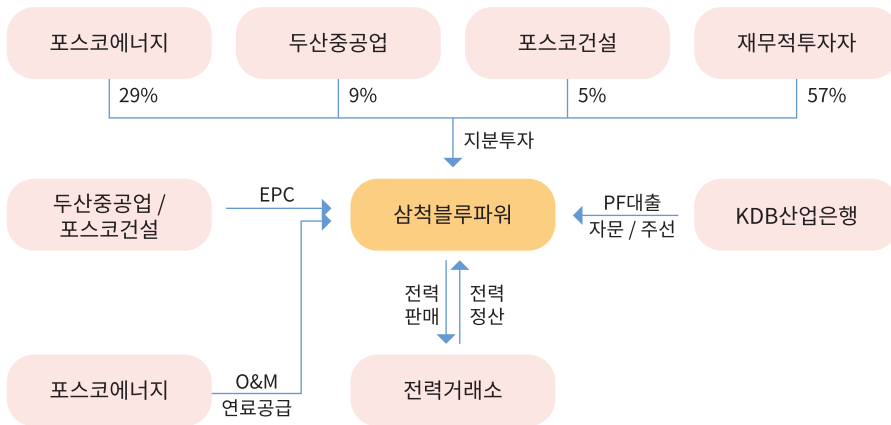 포스코에너지
두산중공업
포스코건설
재무적투자자
29%
9%
5%
57%
지분투자
두산중공업 /
포스코건설
EPC
삼척블루파워
PF대출
자문 / 주선
KDB산업은행
전력
판매
전력
정산
포스코에너지
O&M
연료공급
전력거래소